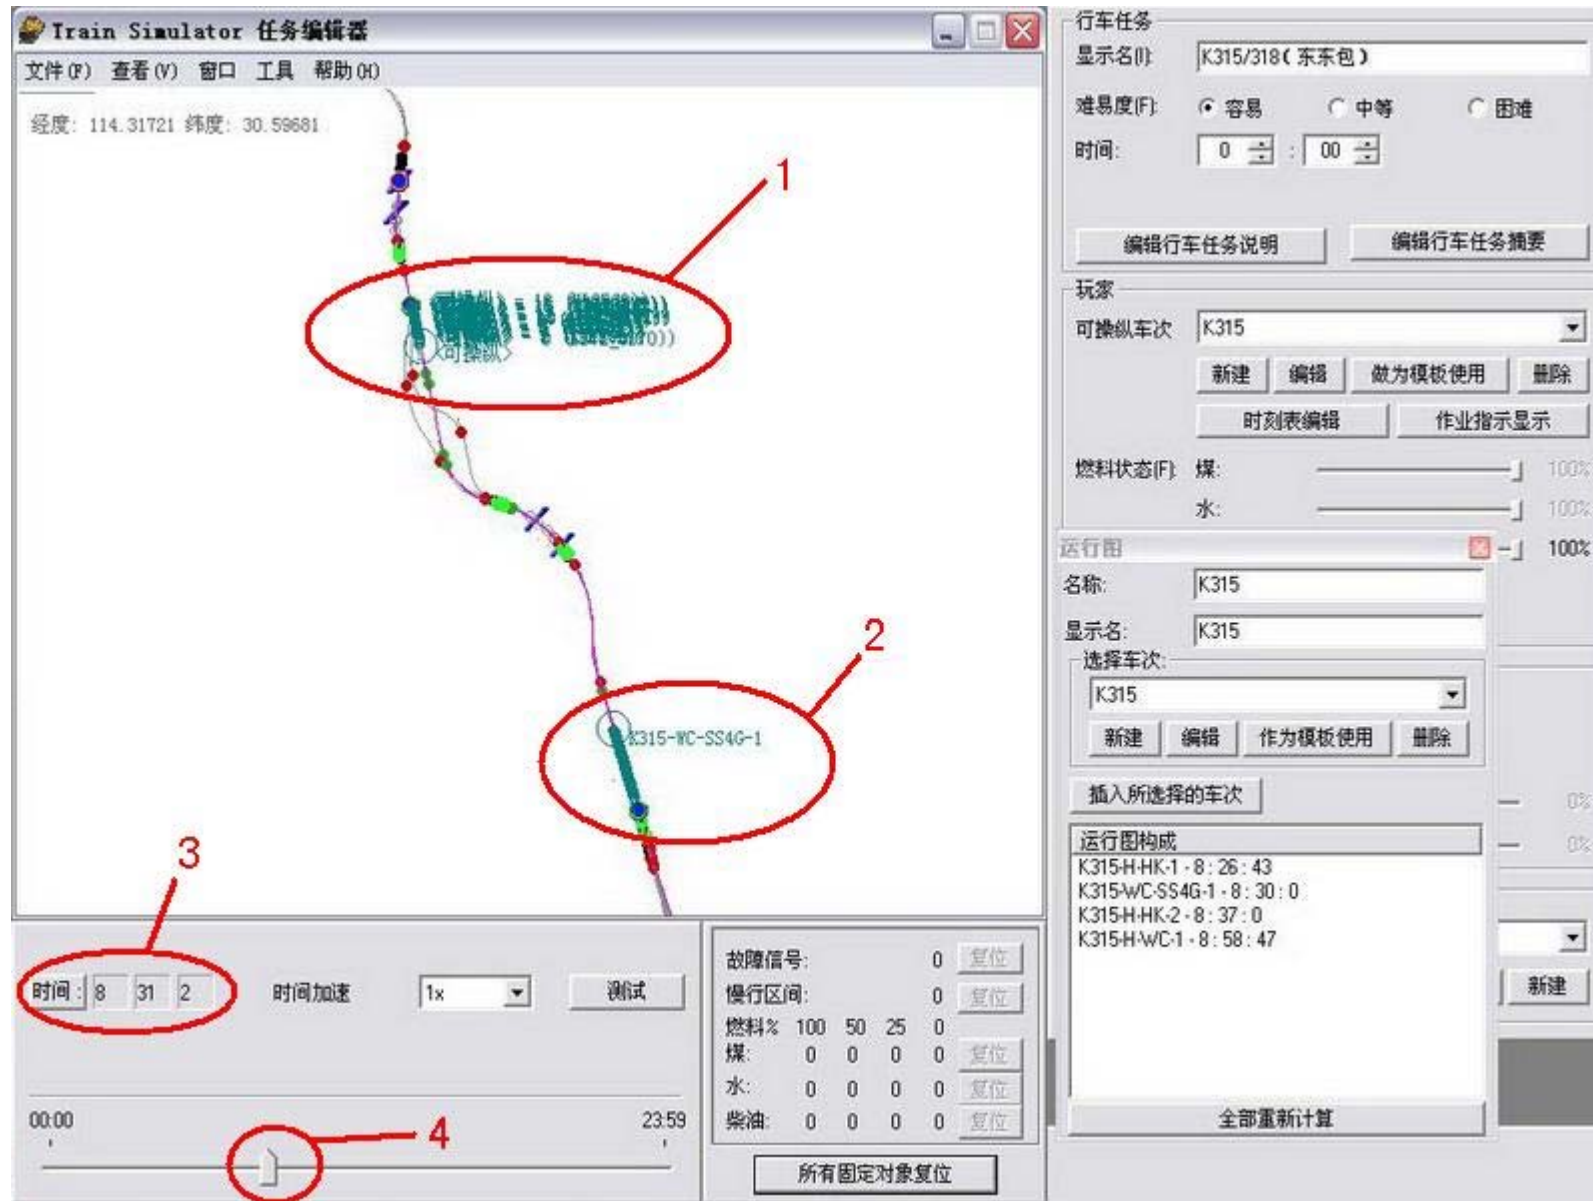 Train Simulator 任务编辑器
文件(F) 查看(V) 窗口 工具 帮助(H)
经度: 114.31721 纬度: 30.59681
1
<可操纵>
2
K315-WC-SS4G-1
3
时间: 8 31 2 时间加速 1x 测试
00:00 23:59
4
故障信号: 0 复位
慢行区间: 0 复位
燃料% 100 50 25 0
煤: 0 0 0 0 复位
水: 0 0 0 0 复位
柴油: 0 0 0 0 复位
所有固定对象复位
行车任务
显示名(I): K315/318(东东包)
难易度(F): 容易 中等 困难
时间: 0 : 00
编辑行车任务说明 编辑行车任务摘要
玩家
可操纵车次 K315
新建 编辑 做为模板使用 删除
时刻表编辑 作业指示显示
燃料状态(F): 煤: 100%
水: 100%
100%
运行图
名称: K315
显示名: K315
选择车次:
K315
新建 编辑 作为模板使用 删除
插入所选择的车次
0%
运行图构成
0%
K315-H-HK-1 - 8 : 26 : 43
K315-WC-SS4G-1 - 8 : 30 : 0
K315-H-HK-2 - 8 : 37 : 0
K315-H-WC-1 - 8 : 58 : 47
新建
全部重新计算